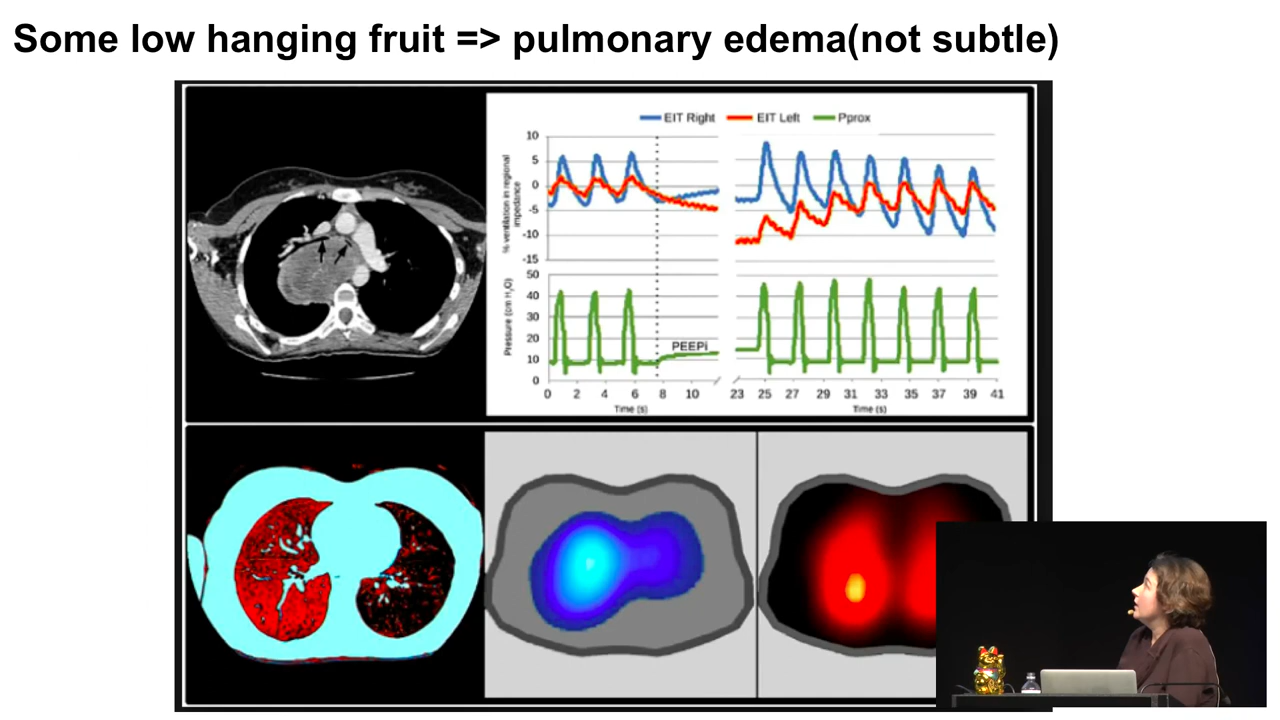 Some low hanging fruit => pulmonary edema(not subtle)
EIT Right EIT Left Pprox
% ventilation in regional
impedance
10
5
0
-5
-10
-15
Pressure (cm H₂O)
50
40
30
20
10
0
PEEPi
0 2 4 6 8 10 23 25 27 29 31 33 35 37 39 41
Time (s) Time (s)